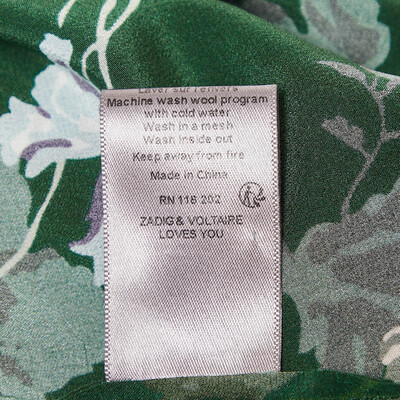 Laver sur l'envers
Machine wash wool program
with cold water
Wash in a mesh
Wash inside out
Keep away from fire
Made in China
RN 116 202
ZADIG & VOLTAIRE
LOVES YOU